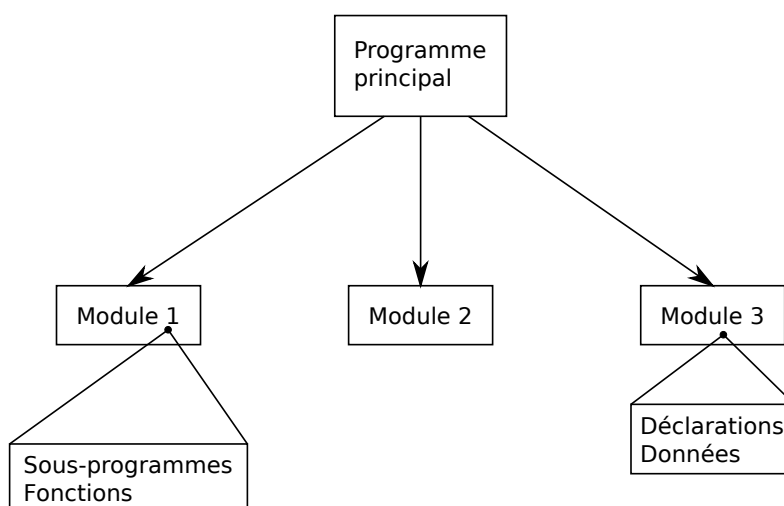 Programme
principal
Module 1
Module 2
Module 3
Déclarations
Données
Sous-programmes
Fonctions